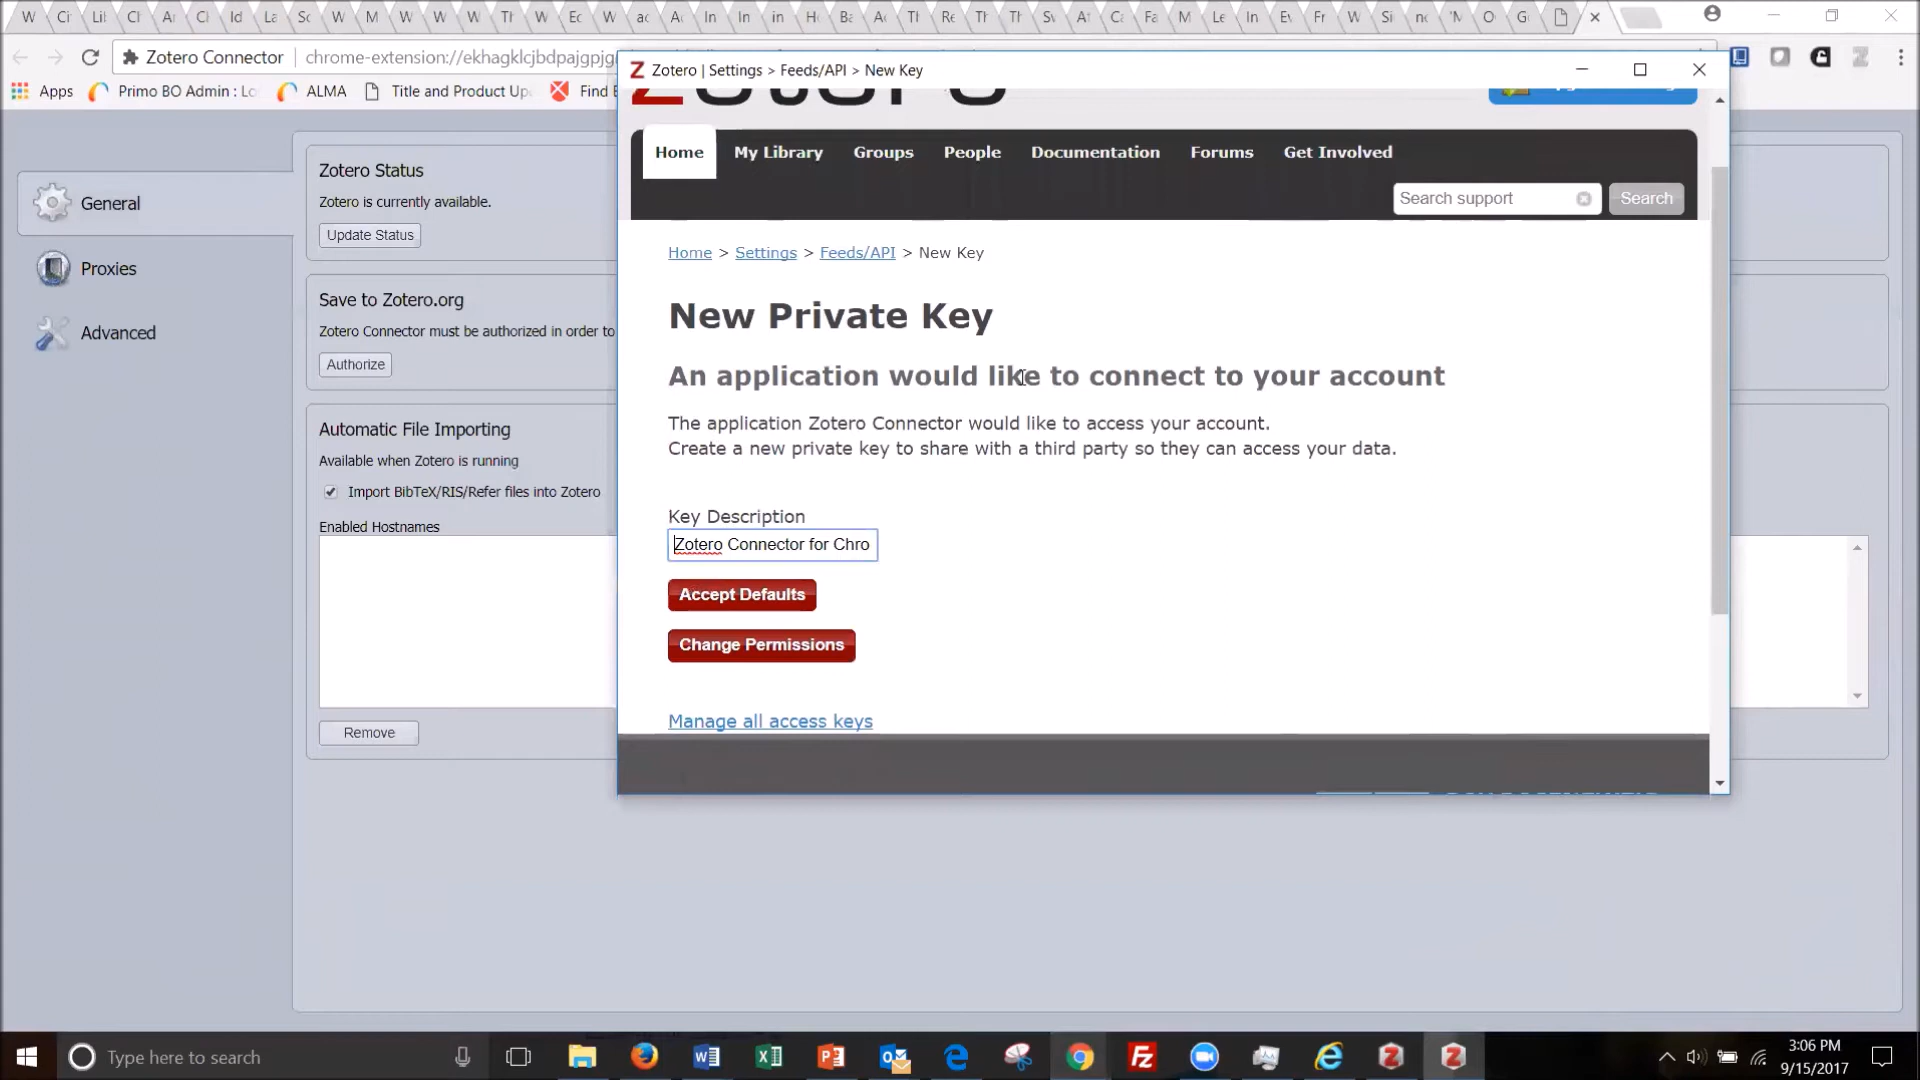 Zotero Connector
chrome-extension://ekhagklcjbdpajgpjgr
Apps
Primo BO Admin : Lo
ALMA
Title and Product Up
Find E
Zotero | Settings > Feeds/API > New Key
General
Proxies
Advanced
Zotero Status
Zotero is currently available.
Update Status
Save to Zotero.org
Zotero Connector must be authorized in order to
Authorize
Automatic File Importing
Available when Zotero is running
Import BibTeX/RIS/Refer files into Zotero
Enabled Hostnames
Remove
Home
My Library
Groups
People
Documentation
Forums
Get Involved
Search support
Search
Home > Settings > Feeds/API > New Key
New Private Key
An application would like to connect to your account
The application Zotero Connector would like to access your account.
Create a new private key to share with a third party so they can access your data.
Key Description
Zotero Connector for Chro
Accept Defaults
Change Permissions
Manage all access keys
Type here to search
3:06 PM
9/15/2017